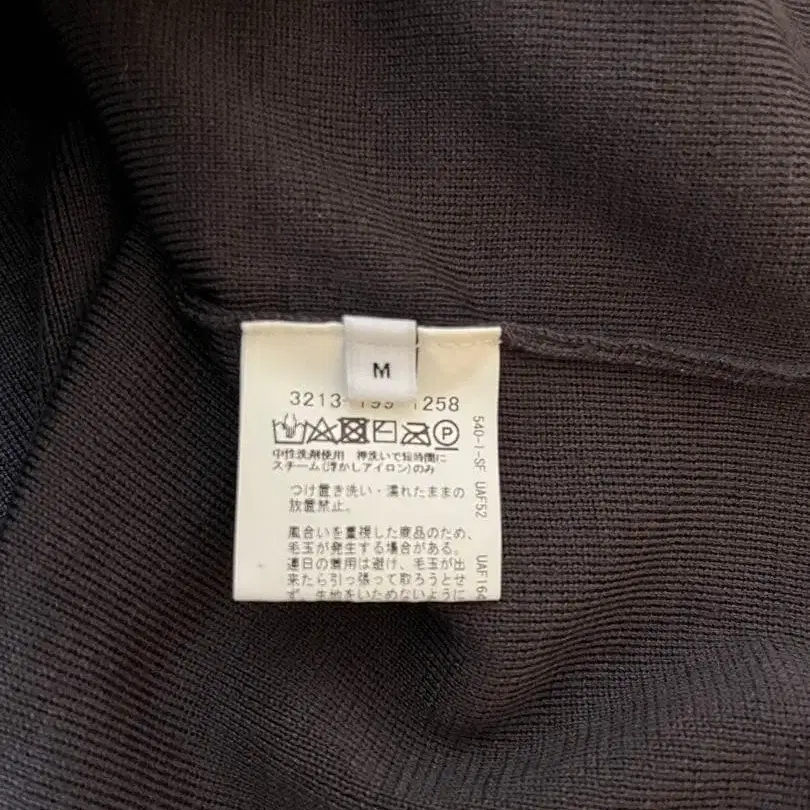 M
3213-199-1258
P
中性洗剤使用 押洗いで短時間に
スチーム(浮かしアイロン)のみ
つけ置き洗い・濡れたままの
放置禁止。
風合いを重視した商品のため、
毛玉が発生する場合がある。
連日の着用は避け、毛玉が出
来たら引っ張って取ろうとせ
ず、生地をいためないように
540-1-SF UAF52 UAF164